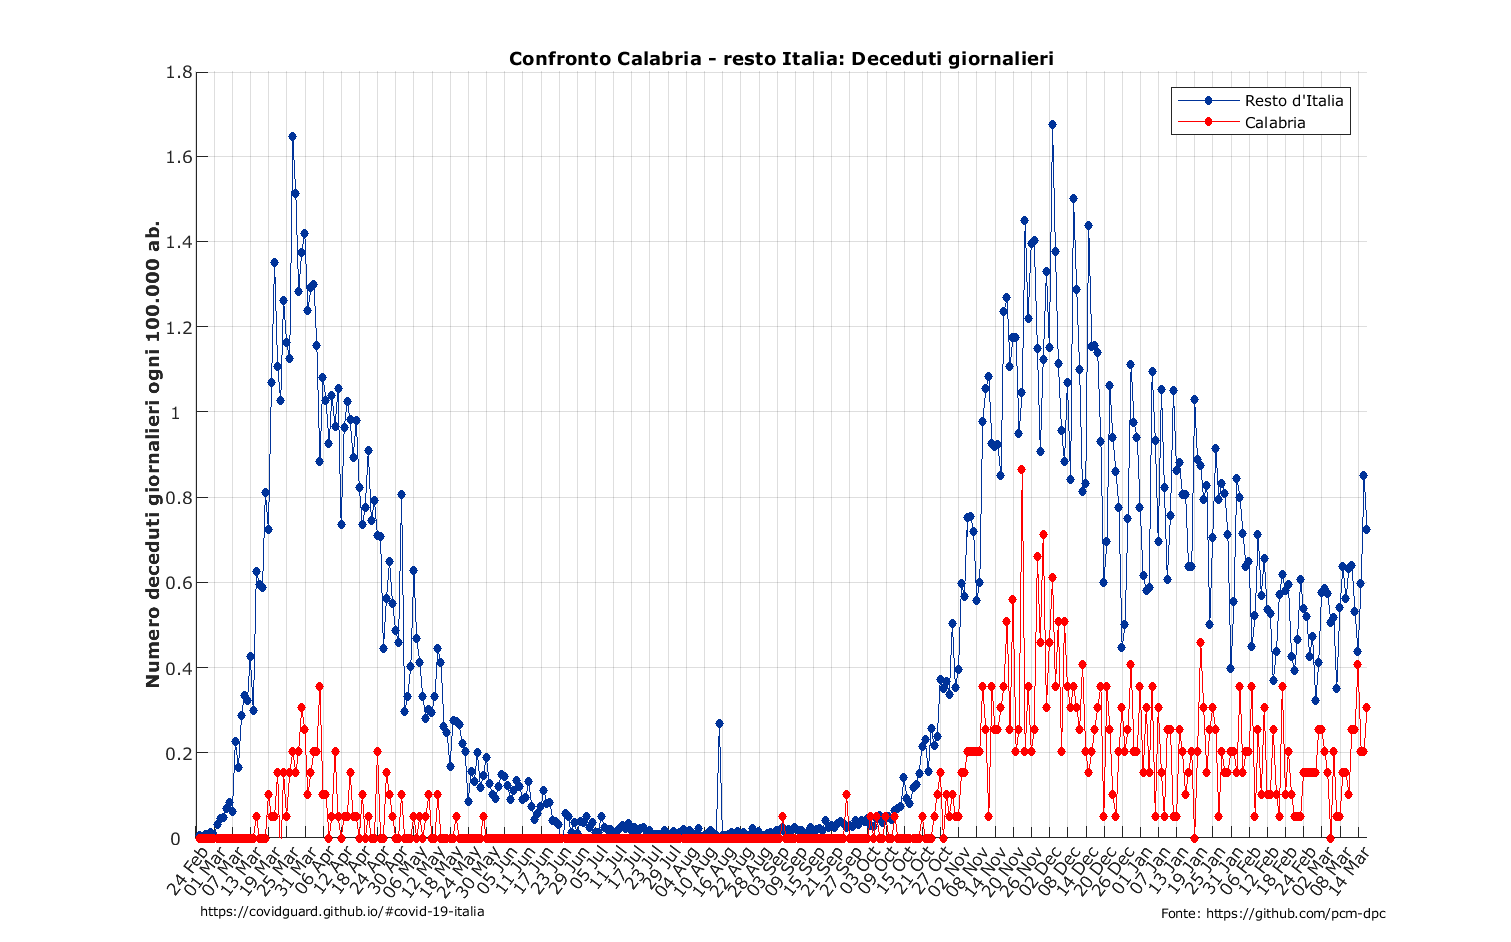 Confronto Calabria - resto Italia: Deceduti giornalieri
Resto d'Italia
Calabria
Numero deceduti giornalieri ogni 100.000 ab.
1.8
1.6
1.4
1.2
1
0.8
0.6
0.4
0.2
0
24 Feb
01 Mar
07 Mar
13 Mar
19 Mar
25 Mar
31 Mar
06 Apr
12 Apr
18 Apr
24 Apr
30 Apr
06 May
12 May
18 May
24 May
30 May
05 Jun
11 Jun
17 Jun
23 Jun
29 Jun
05 Jul
11 Jul
17 Jul
23 Jul
29 Jul
04 Aug
10 Aug
16 Aug
22 Aug
28 Aug
03 Sep
09 Sep
15 Sep
21 Sep
27 Sep
03 Oct
09 Oct
15 Oct
21 Oct
27 Oct
02 Nov
08 Nov
14 Nov
20 Nov
26 Nov
02 Dec
08 Dec
14 Dec
20 Dec
26 Dec
01 Jan
07 Jan
13 Jan
19 Jan
25 Jan
31 Jan
06 Feb
12 Feb
18 Feb
24 Feb
02 Mar
08 Mar
14 Mar
https://covidguard.github.io/#covid-19-italia
Fonte: https://github.com/pcm-dpc